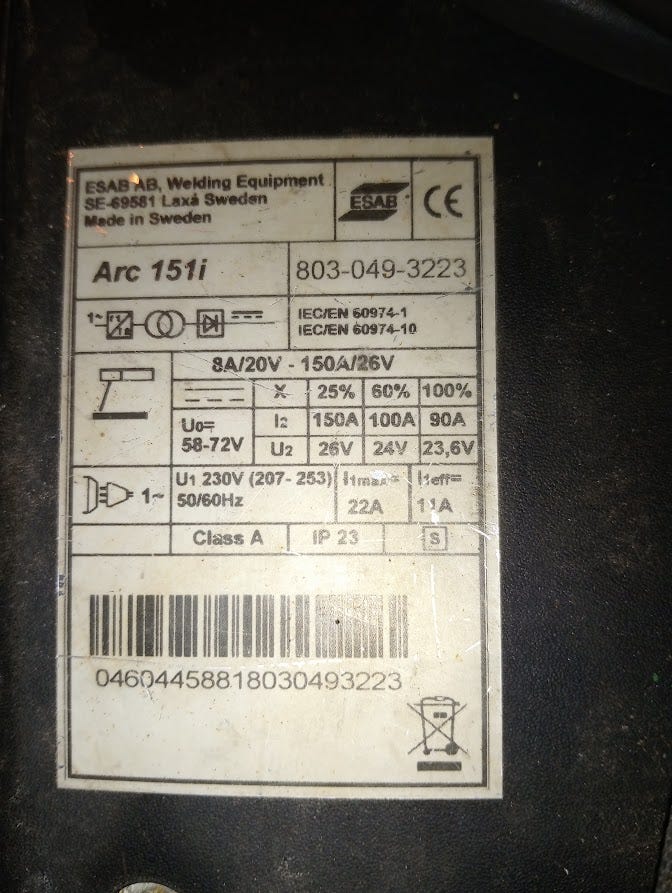 ESAB AB, Welding Equipment
SE-69581 Laxå Sweden
Made in Sweden
ESAB
CE
Arc 151i
803-049-3223
1~
IEC/EN 60974-1
IEC/EN 60974-10
8A/20V - 150A/26V
X 25% 60% 100%
U0=
58-72V
I2 150A 100A 90A
U2 26V 24V 23,6V
1~
U1 230V (207- 253)
50/60Hz
I1max=
22A
I1eff=
11A
Class A
IP 23
S
04604458818030493223